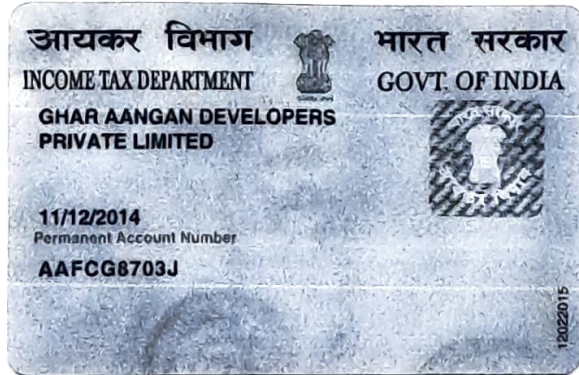 आयकर विभाग
भारत सरकार
INCOME TAX DEPARTMENT
GOVT. OF INDIA
GHAR AANGAN DEVELOPERS
PRIVATE LIMITED
11/12/2014
Permanent Account Number
AAFCG8703J
12022015